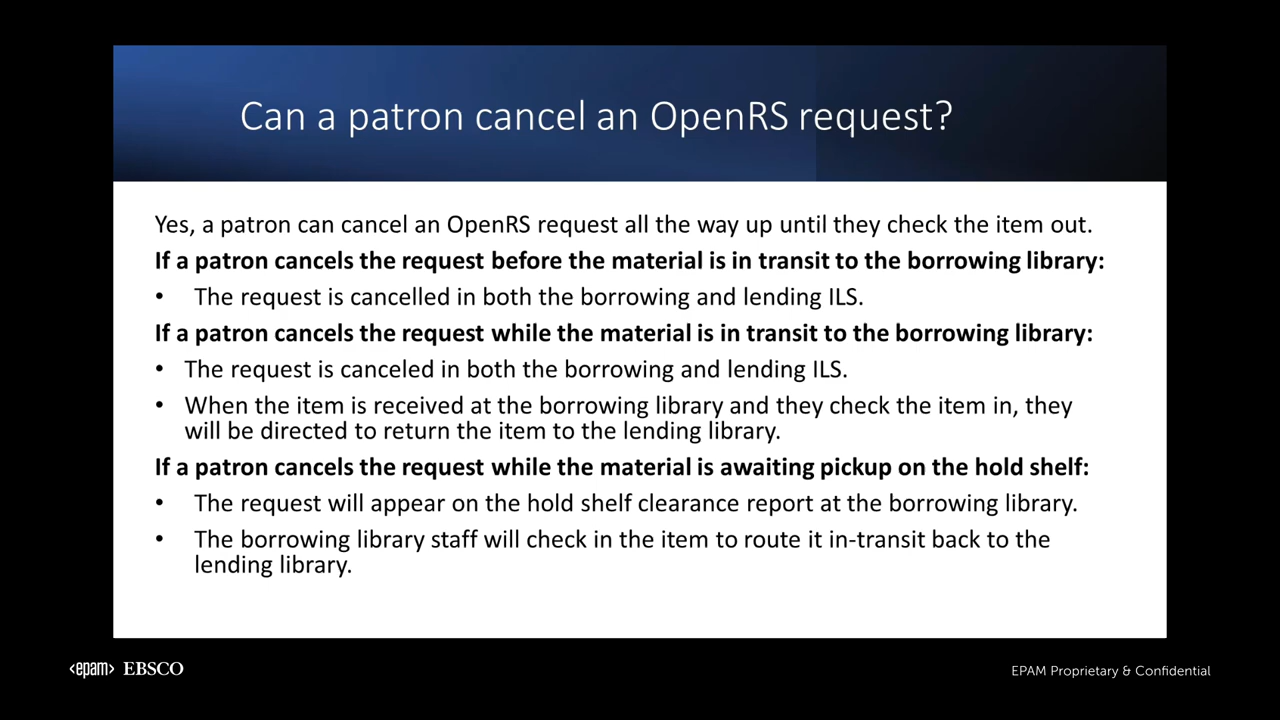 Can a patron cancel an OpenRS request?
Yes, a patron can cancel an OpenRS request all the way up until they check the item out.
If a patron cancels the request before the material is in transit to the borrowing library:
• The request is cancelled in both the borrowing and lending ILS.
If a patron cancels the request while the material is in transit to the borrowing library:
• The request is canceled in both the borrowing and lending ILS.
• When the item is received at the borrowing library and they check the item in, they
will be directed to return the item to the lending library.
If a patron cancels the request while the material is awaiting pickup on the hold shelf:
• The request will appear on the hold shelf clearance report at the borrowing library.
• The borrowing library staff will check in the item to route it in-transit back to the
lending library.
<epam> EBSCO
EPAM Proprietary & Confidential